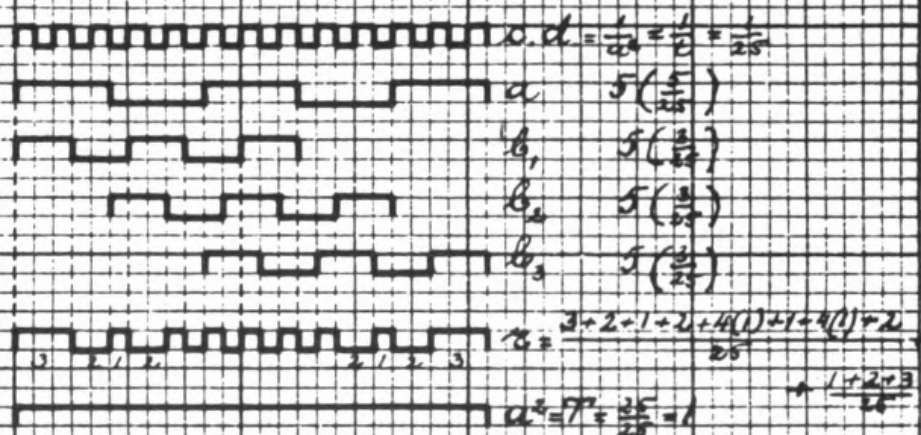 c.d = 1/a² = 1/t = 1/25
a 5(5/25)
b₁ 5(3/25)
b₂ 5(3/25)
b₃ 5(3/25)
r = (3+2+1+2+4(1)+1+4(1)+2)/25
3 2 1 2 2 1 2 3
+ (1+2+3)/25
a² = T = 25/25 = 1